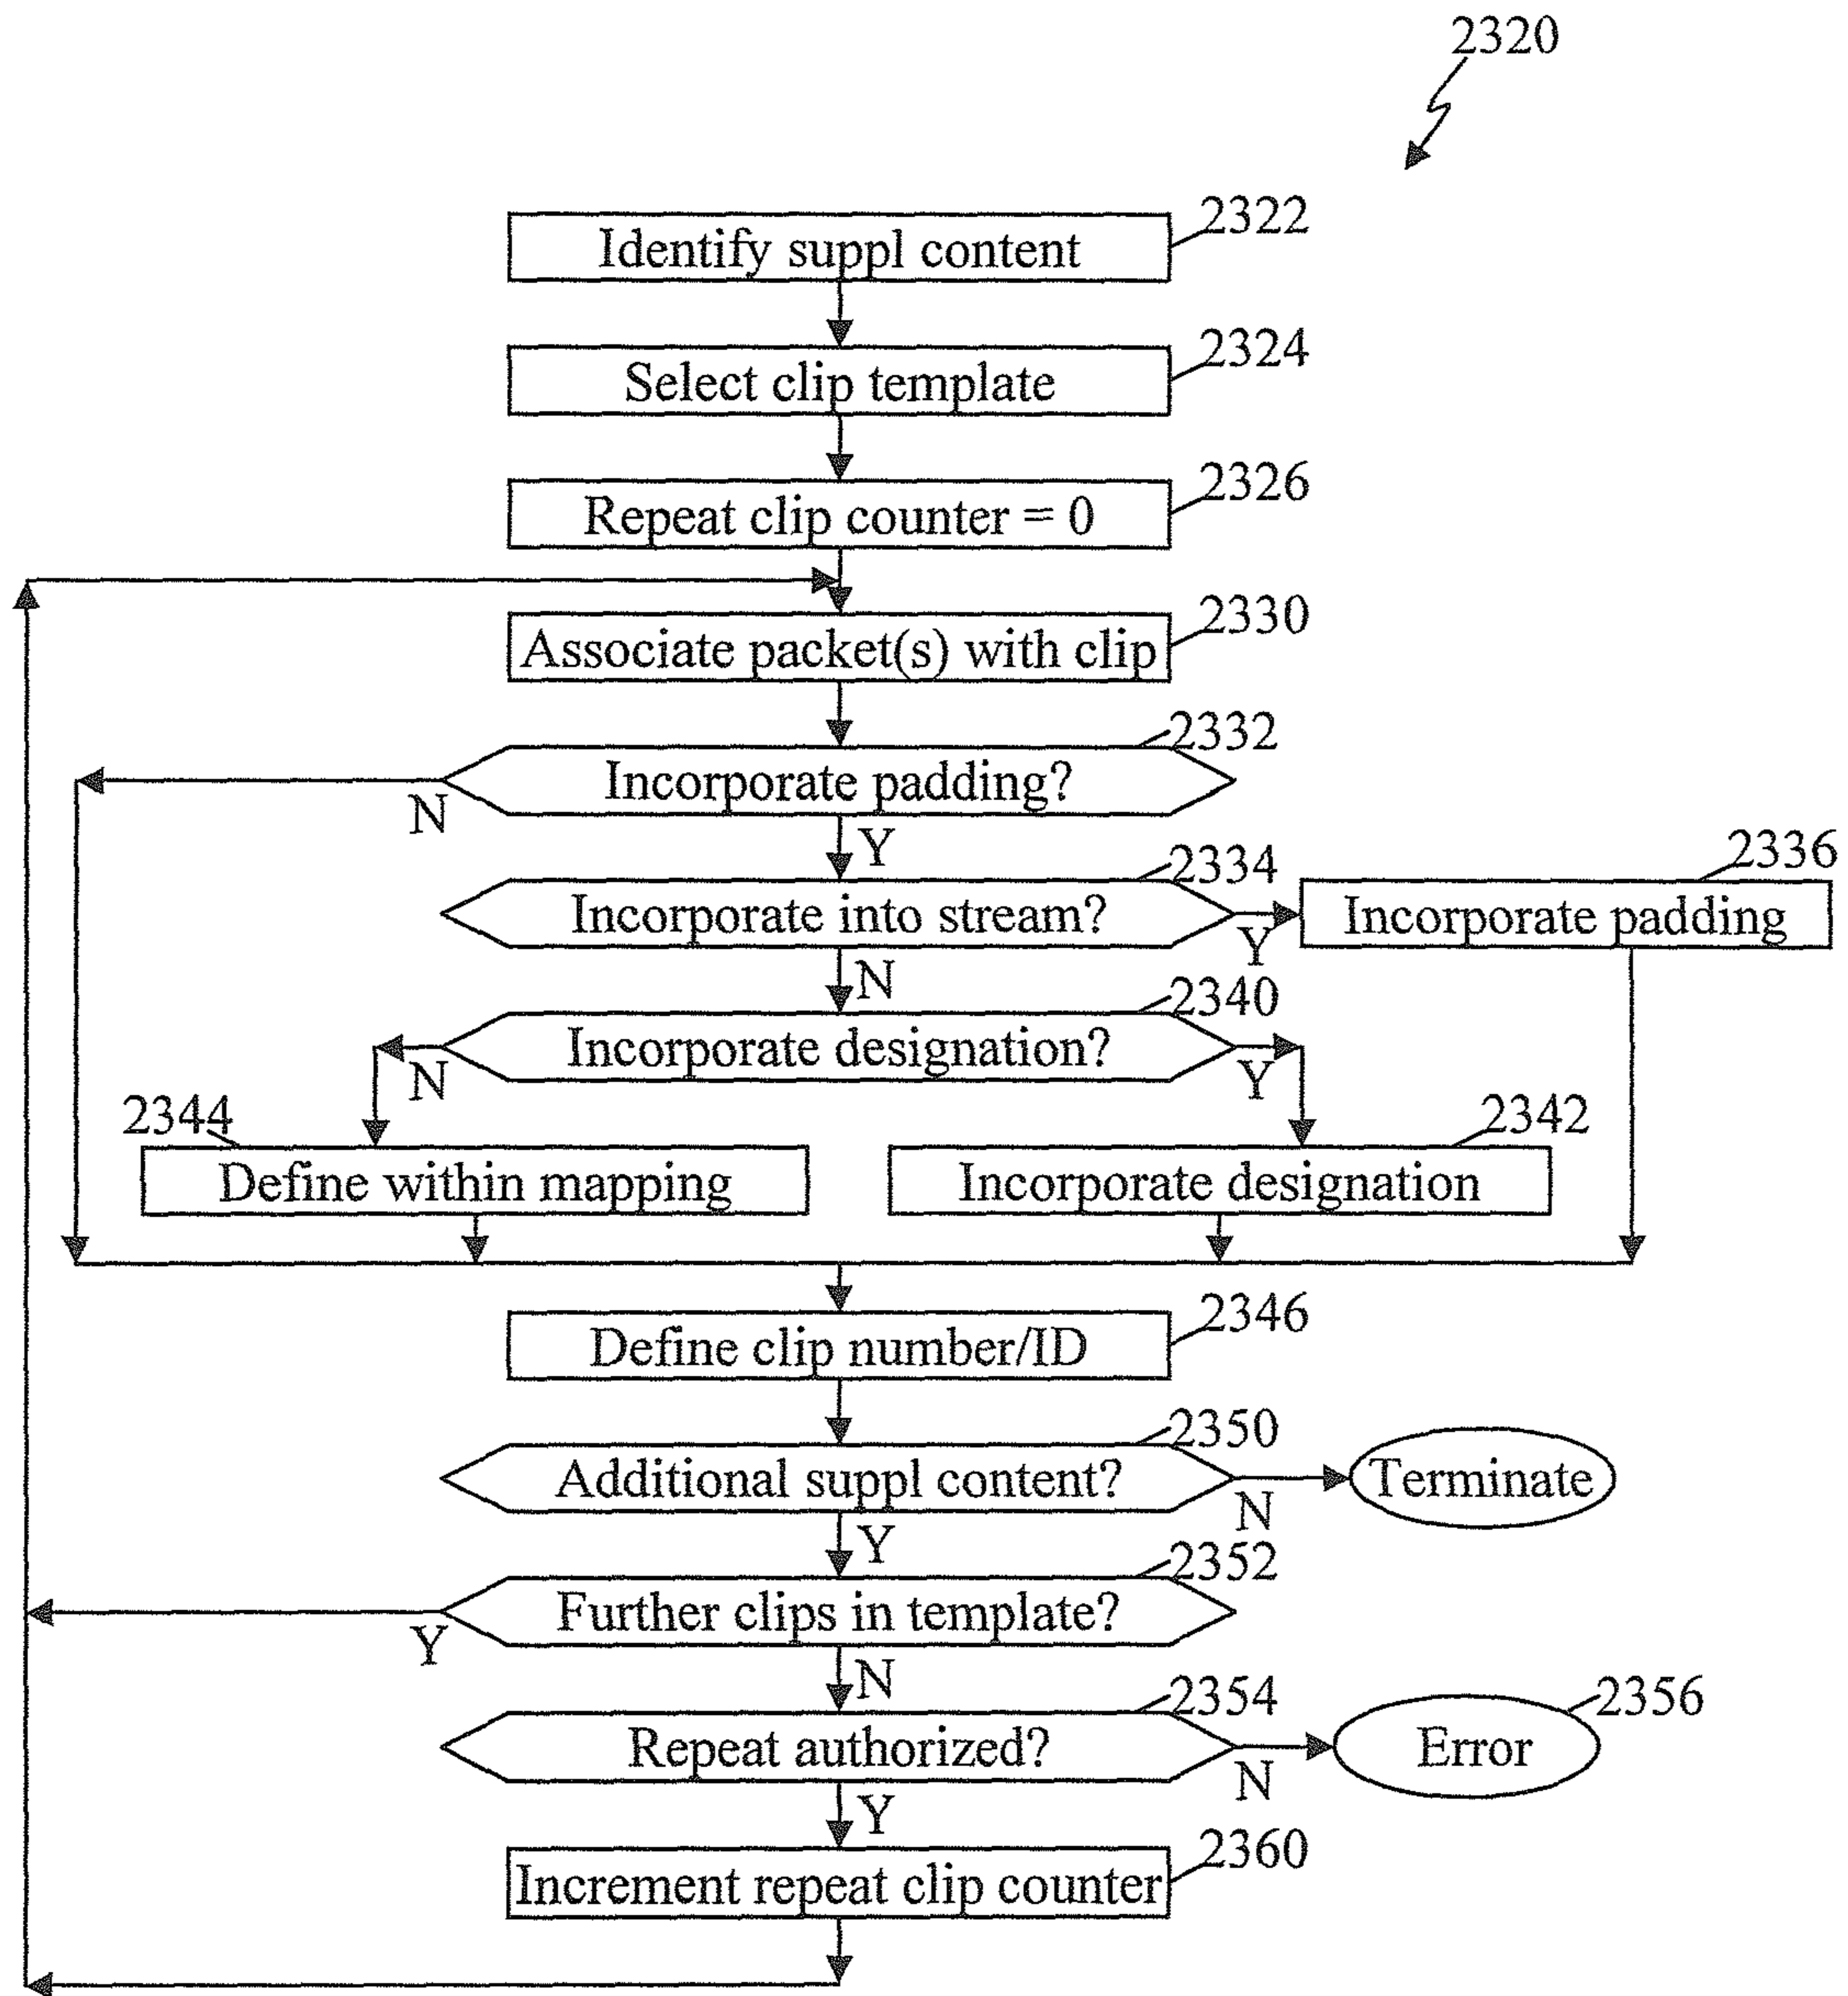 2320
2322
Identify suppl content
2324
Select clip template
2326
Repeat clip counter = 0
2330
Associate packet(s) with clip
2332
Incorporate padding?
N
Y
2334
2336
Incorporate into stream?
Y
Incorporate padding
N
2340
Incorporate designation?
N
Y
2344
2342
Define within mapping
Incorporate designation
2346
Define clip number/ID
2350
Additional suppl content?
N
Terminate
Y
2352
Further clips in template?
Y
N
2354
2356
Repeat authorized?
N
Error
Y
2360
Increment repeat clip counter